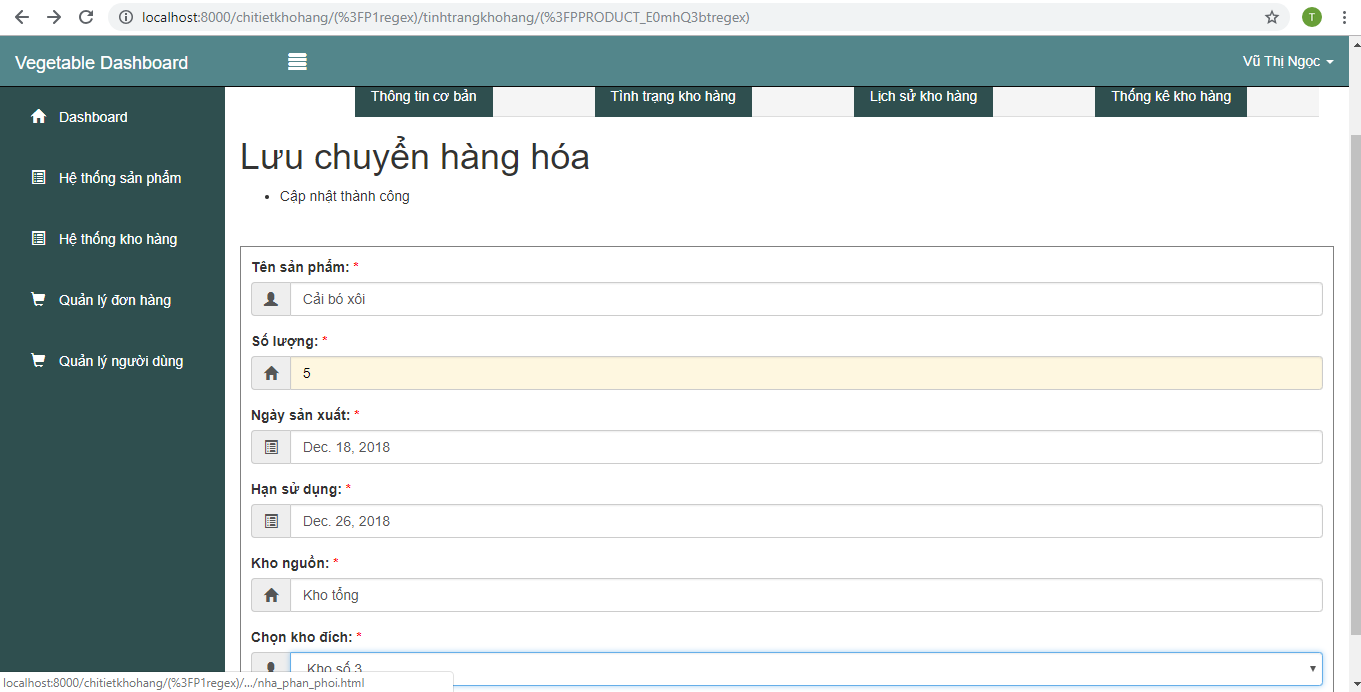 localhost:8000/chitietkhohang/(%3FP1regex)/tinhtrangkhohang/(%3FPPRODUCT_E0mhQ3btregex)
T
Vegetable Dashboard
Vũ Thị Ngọc
Thông tin cơ bản
Tình trạng kho hàng
Lịch sử kho hàng
Thống kê kho hàng
Dashboard
Hệ thống sản phẩm
Hệ thống kho hàng
Quản lý đơn hàng
Quản lý người dùng
Lưu chuyển hàng hóa
• Cập nhật thành công
Tên sản phẩm: *
Cải bó xôi
Số lượng: *
5
Ngày sản xuất: *
Dec. 18, 2018
Hạn sử dụng: *
Dec. 26, 2018
Kho nguồn: *
Kho tổng
Chọn kho đích: *
Kho số 3
localhost:8000/chitietkhohang/(%3FP1regex)/.../nha_phan_phoi.html